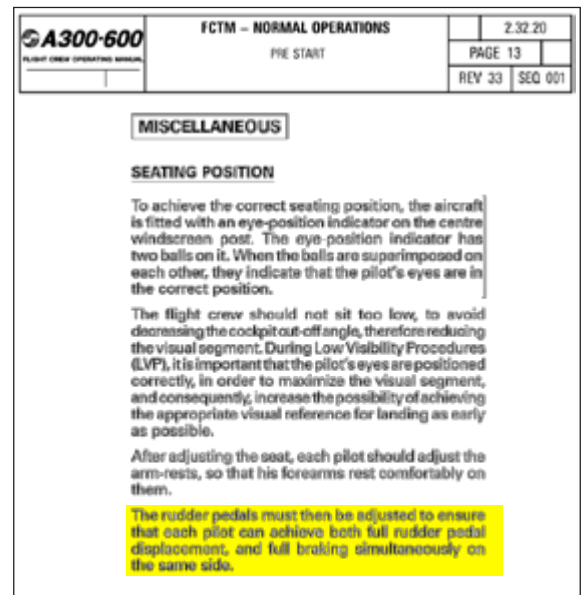 A300-600
FLIGHT CREW OPERATING MANUAL
FCTM – NORMAL OPERATIONS
PRE START
2.32.20
PAGE 13
REV 33 SEQ 001
MISCELLANEOUS
SEATING POSITION
To achieve the correct seating position, the aircraft
is fitted with an eye-position indicator on the centre
windscreen post. The eye-position indicator has
two balls on it. When the balls are superimposed on
each other, they indicate that the pilot's eyes are in
the correct position.
The flight crew should not sit too low, to avoid
decreasing the cockpit cut-off angle, therefore reducing
the visual segment. During Low Visibility Procedures
(LVP), it is important that the pilot's eyes are positioned
correctly, in order to maximize the visual segment,
and consequently, increase the possibility of achieving
the appropriate visual reference for landing as early
as possible.
After adjusting the seat, each pilot should adjust the
arm-rests, so that his forearms rest comfortably on
them.
The rudder pedals must then be adjusted to ensure
that each pilot can achieve both full rudder pedal
displacement, and full braking simultaneously on
the same side.